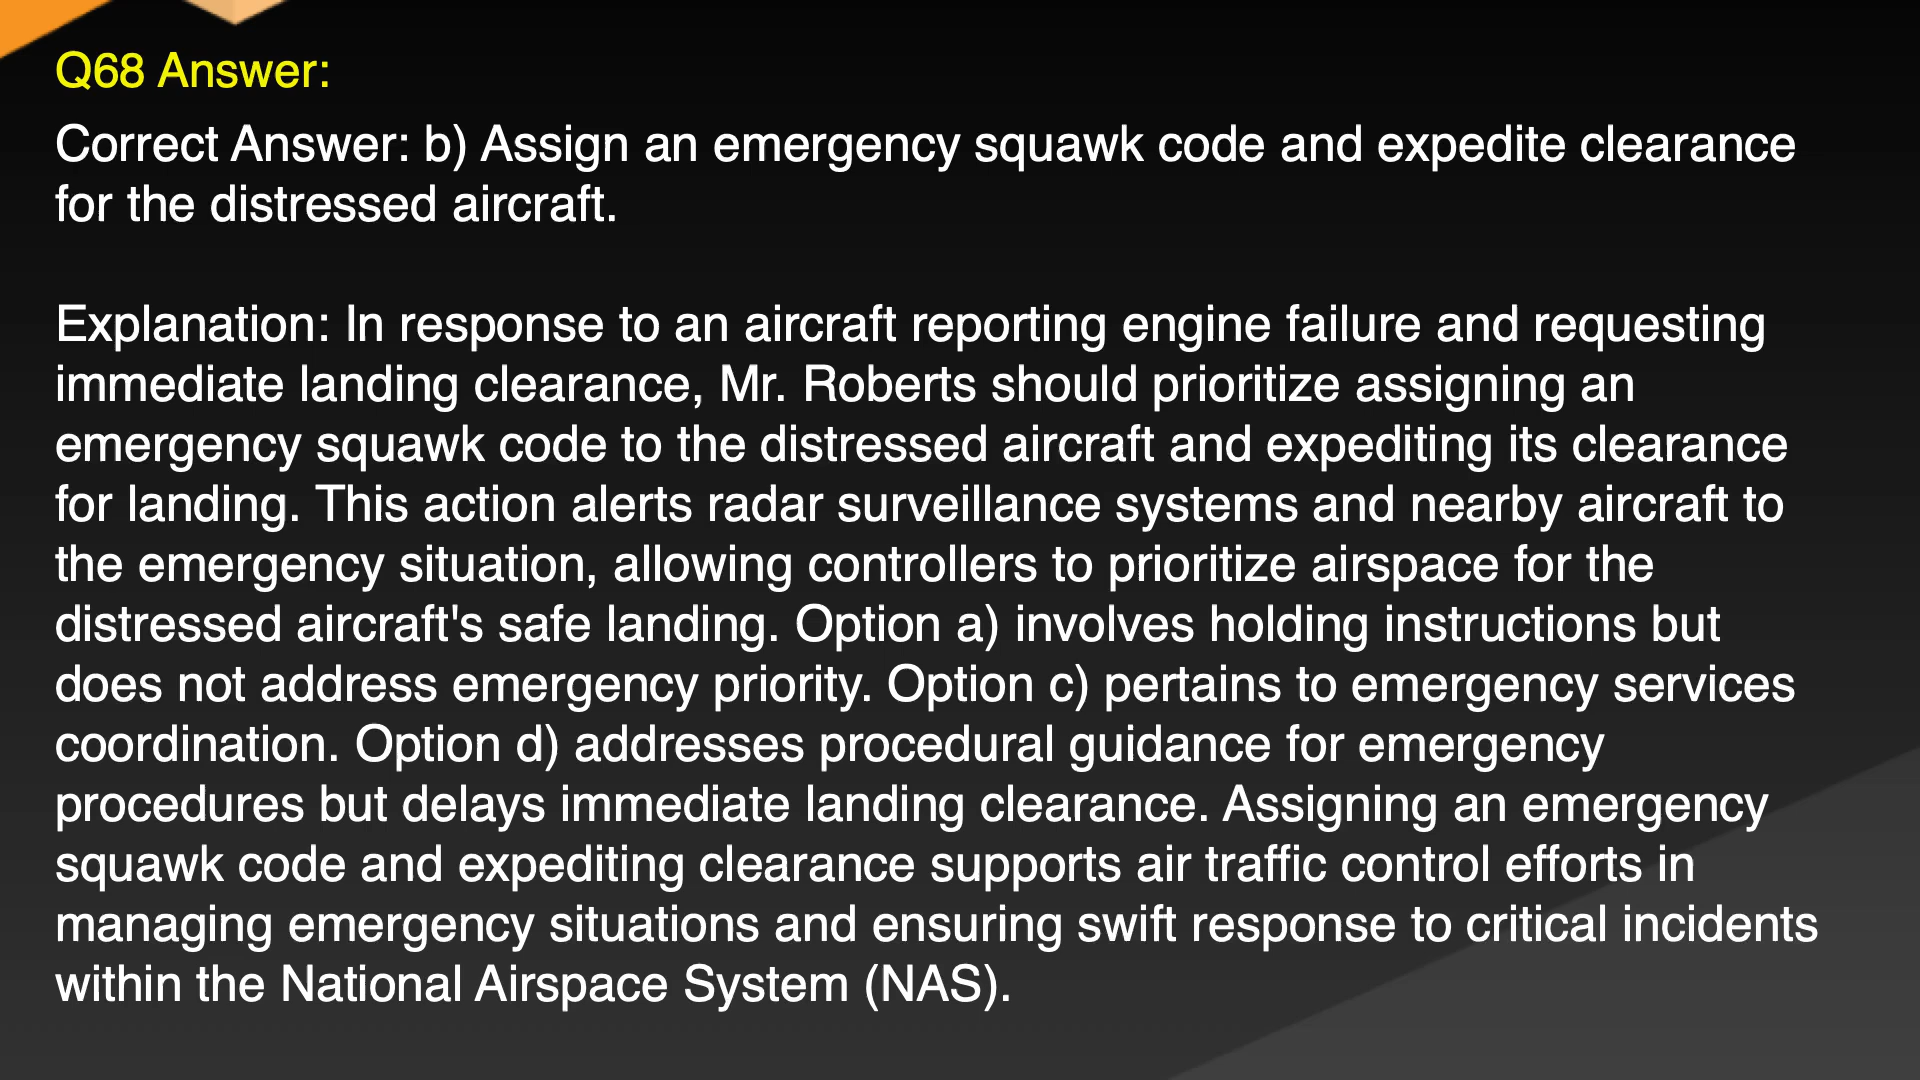 Q68 Answer:
Correct Answer: b) Assign an emergency squawk code and expedite clearance
for the distressed aircraft.
Explanation: In response to an aircraft reporting engine failure and requesting
immediate landing clearance, Mr. Roberts should prioritize assigning an
emergency squawk code to the distressed aircraft and expediting its clearance
for landing. This action alerts radar surveillance systems and nearby aircraft to
the emergency situation, allowing controllers to prioritize airspace for the
distressed aircraft's safe landing. Option a) involves holding instructions but
does not address emergency priority. Option c) pertains to emergency services
coordination. Option d) addresses procedural guidance for emergency
procedures but delays immediate landing clearance. Assigning an emergency
squawk code and expediting clearance supports air traffic control efforts in
managing emergency situations and ensuring swift response to critical incidents
within the National Airspace System (NAS).